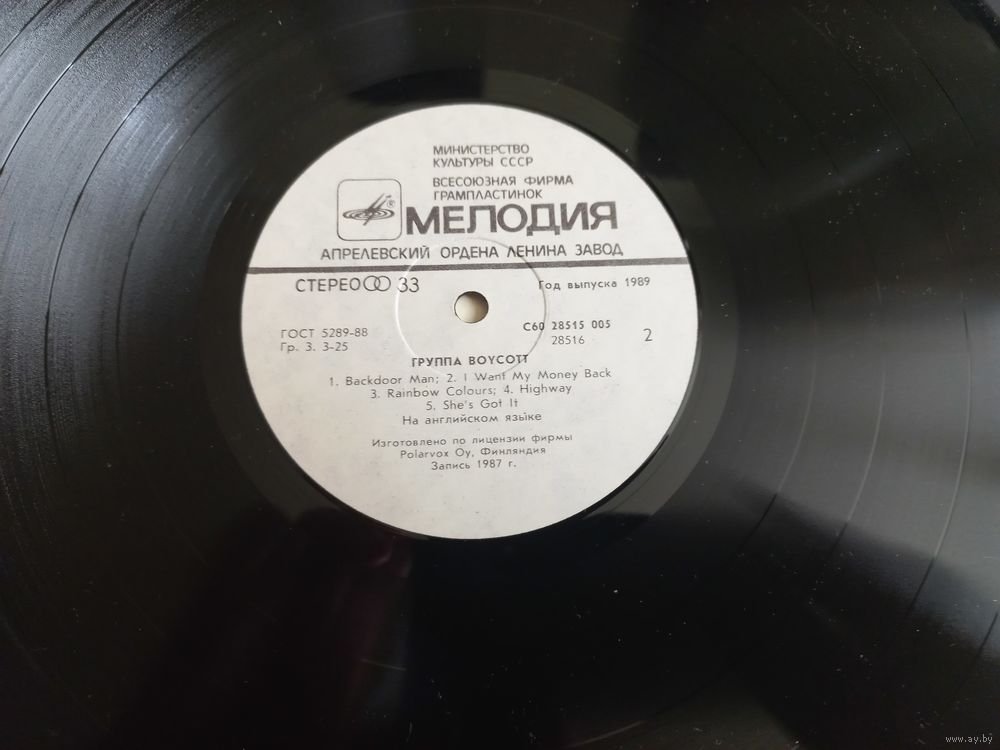 МИНИСТЕРСТВО
КУЛЬТУРЫ СССР
ВСЕСОЮЗНАЯ ФИРМА
ГРАМПЛАСТИНОК
®
МЕЛОДИЯ
АПРЕЛЕВСКИЙ ОРДЕНА ЛЕНИНА ЗАВОД
СТЕРЕО 33
Год выпуска 1989
ГОСТ 5289-88
Гр. 3. 3-25
С60 28515 005
28516
2
ГРУППА BOYCOTT
1. Backdoor Man; 2. I Want My Money Back
3. Rainbow Colours; 4. Highway
5. She's Got It
На английском языке
Изготовлено по лицензии фирмы
Polarvox Oy, Финляндия
Запись 1987 г.
www.ay.by